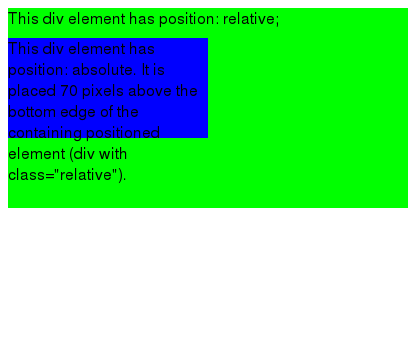 This div element has position: relative;
This div element has
position: absolute. It is
placed 70 pixels above the
bottom edge of the
containing positioned
element (div with
class="relative").